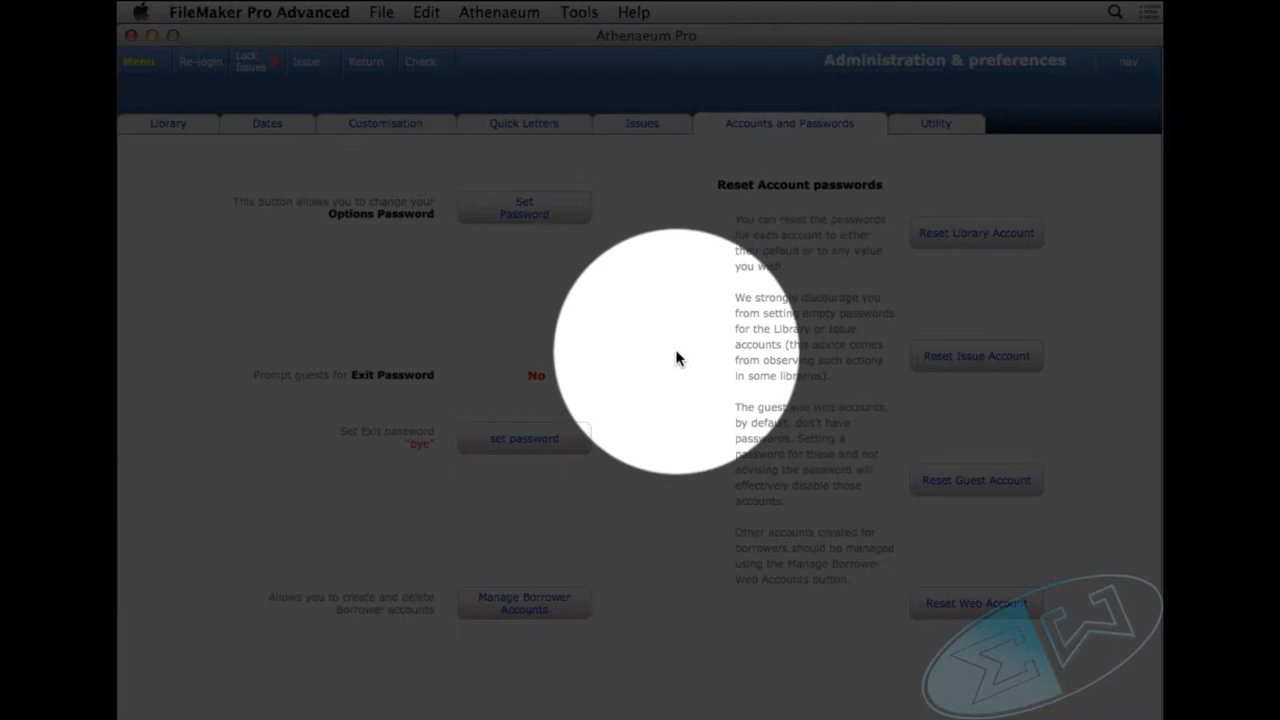 FileMaker Pro Advanced File Edit Athenaeum Tools Help
Athenaeum Pro
Menu Re-login Lock Issues Issue Return Check Administration & preferences nav
Library Dates Customisation Quick Letters Issues Accounts and Passwords Utility
This button allows you to change your
Options Password
Set
Password
Prompt guests for Exit Password No
Set Exit password
"bye"
set password
Allows you to create and delete
Borrower accounts
Manage Borrower
Accounts
Reset Account passwords
You can reset the passwords
for each account to either
their default or to any value
you wish.
We strongly discourage you
from setting empty passwords
for the Library or Issue
accounts (this advice comes
from observing such actions
in some libraries).
The guest and web accounts,
by default, don't have
passwords. Setting a
password for these and not
advising the password will
effectively disable those
accounts.
Other accounts created for
borrowers should be managed
using the Manage Borrower
Web Accounts button.
Reset Library Account
Reset Issue Account
Reset Guest Account
Reset Web Account